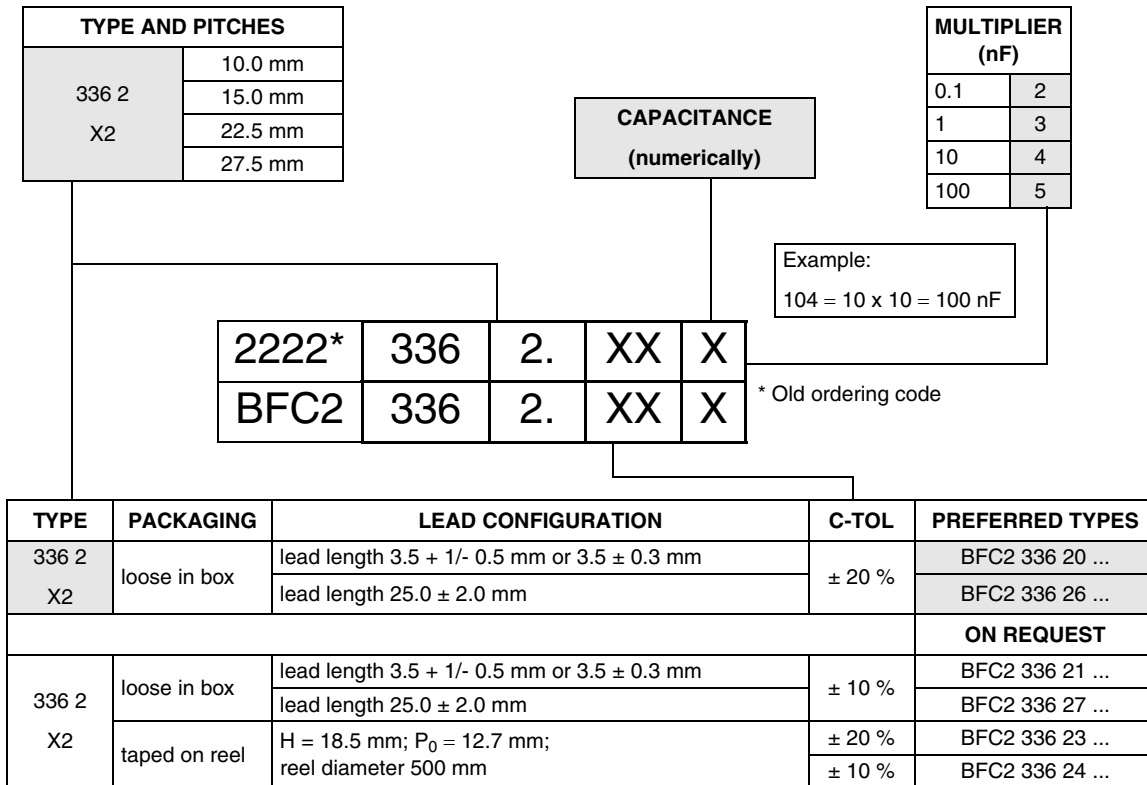 TYPE AND PITCHES
336 2
X2
10.0 mm
15.0 mm
22.5 mm
27.5 mm
CAPACITANCE
(numerically)
MULTIPLIER
(nF)
0.1 2
1 3
10 4
100 5
Example:
104 = 10 x 10 = 100 nF
2222* 336 2. XX X
BFC2 336 2. XX X
* Old ordering code
TYPE PACKAGING LEAD CONFIGURATION C-TOL PREFERRED TYPES
336 2
X2
loose in box
lead length 3.5 + 1/- 0.5 mm or 3.5 ± 0.3 mm
lead length 25.0 ± 2.0 mm
± 20 %
BFC2 336 20 ...
BFC2 336 26 ...
ON REQUEST
336 2
X2
loose in box
lead length 3.5 + 1/- 0.5 mm or 3.5 ± 0.3 mm
lead length 25.0 ± 2.0 mm
± 10 %
BFC2 336 21 ...
BFC2 336 27 ...
taped on reel
H = 18.5 mm; P0 = 12.7 mm;
reel diameter 500 mm
± 20 %
BFC2 336 23 ...
± 10 %
BFC2 336 24 ...